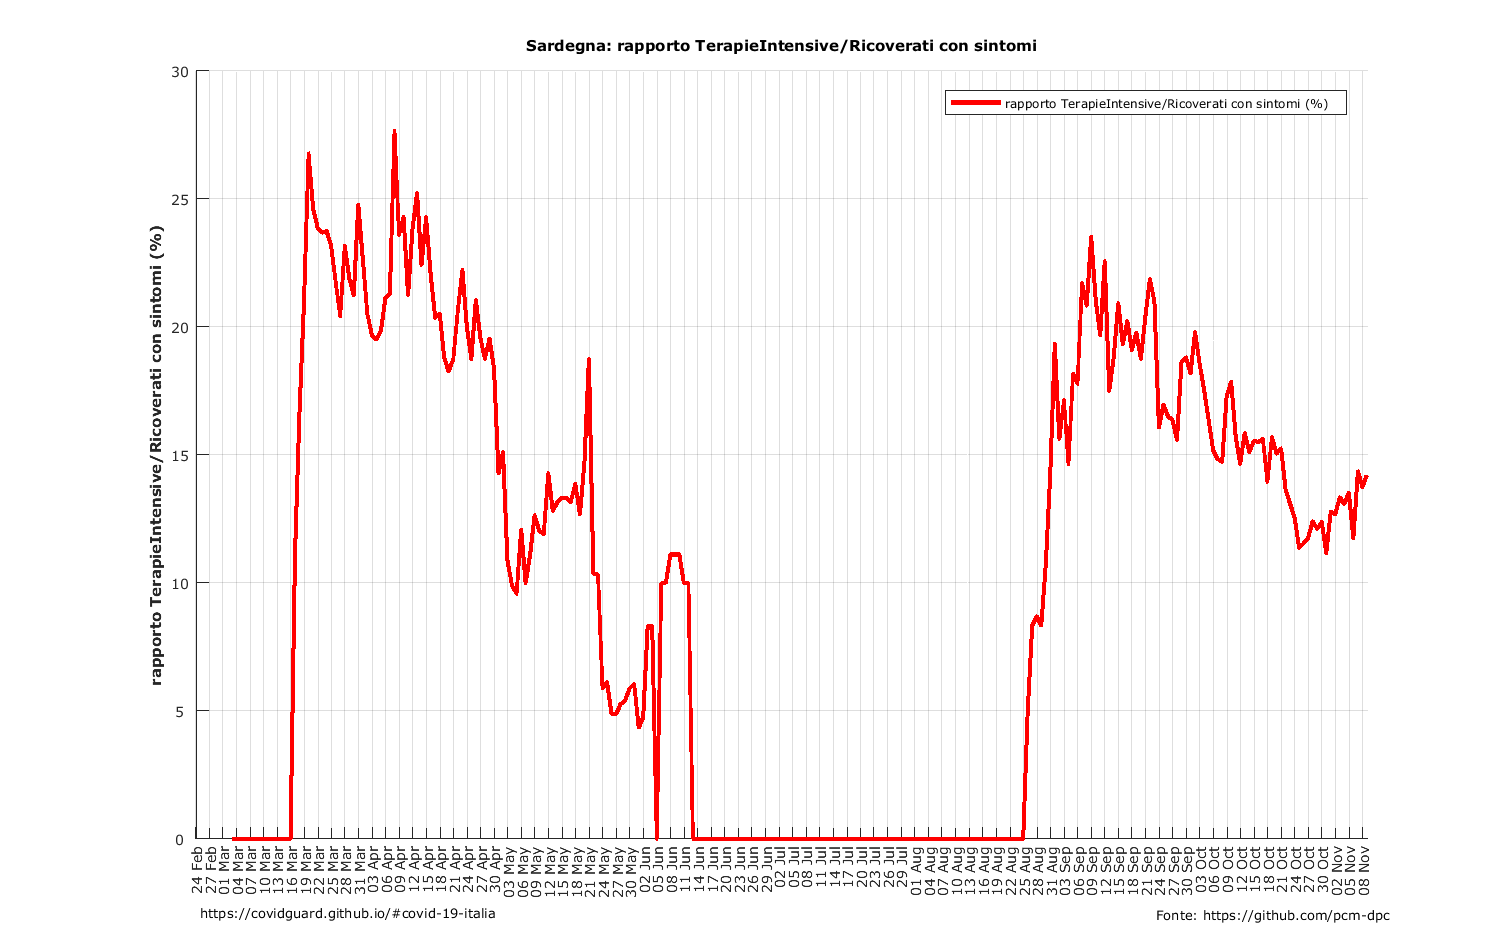 Sardegna: rapporto TerapieIntensive/Ricoverati con sintomi
rapporto TerapieIntensive/Ricoverati con sintomi (%)
rapporto TerapieIntensive/Ricoverati con sintomi (%)
30
25
20
15
10
5
0
24 Feb
27 Feb
01 Mar
04 Mar
07 Mar
10 Mar
13 Mar
16 Mar
19 Mar
22 Mar
25 Mar
28 Mar
31 Mar
03 Apr
06 Apr
09 Apr
12 Apr
15 Apr
18 Apr
21 Apr
24 Apr
27 Apr
30 Apr
03 May
06 May
09 May
12 May
15 May
18 May
21 May
24 May
27 May
30 May
02 Jun
05 Jun
08 Jun
11 Jun
14 Jun
17 Jun
20 Jun
23 Jun
26 Jun
29 Jun
02 Jul
05 Jul
08 Jul
11 Jul
14 Jul
17 Jul
20 Jul
23 Jul
26 Jul
29 Jul
01 Aug
04 Aug
07 Aug
10 Aug
13 Aug
16 Aug
19 Aug
22 Aug
25 Aug
28 Aug
31 Aug
03 Sep
06 Sep
09 Sep
12 Sep
15 Sep
18 Sep
21 Sep
24 Sep
27 Sep
30 Sep
03 Oct
06 Oct
09 Oct
12 Oct
15 Oct
18 Oct
21 Oct
24 Oct
27 Oct
30 Oct
02 Nov
05 Nov
08 Nov
https://covidguard.github.io/#covid-19-italia
Fonte: https://github.com/pcm-dpc